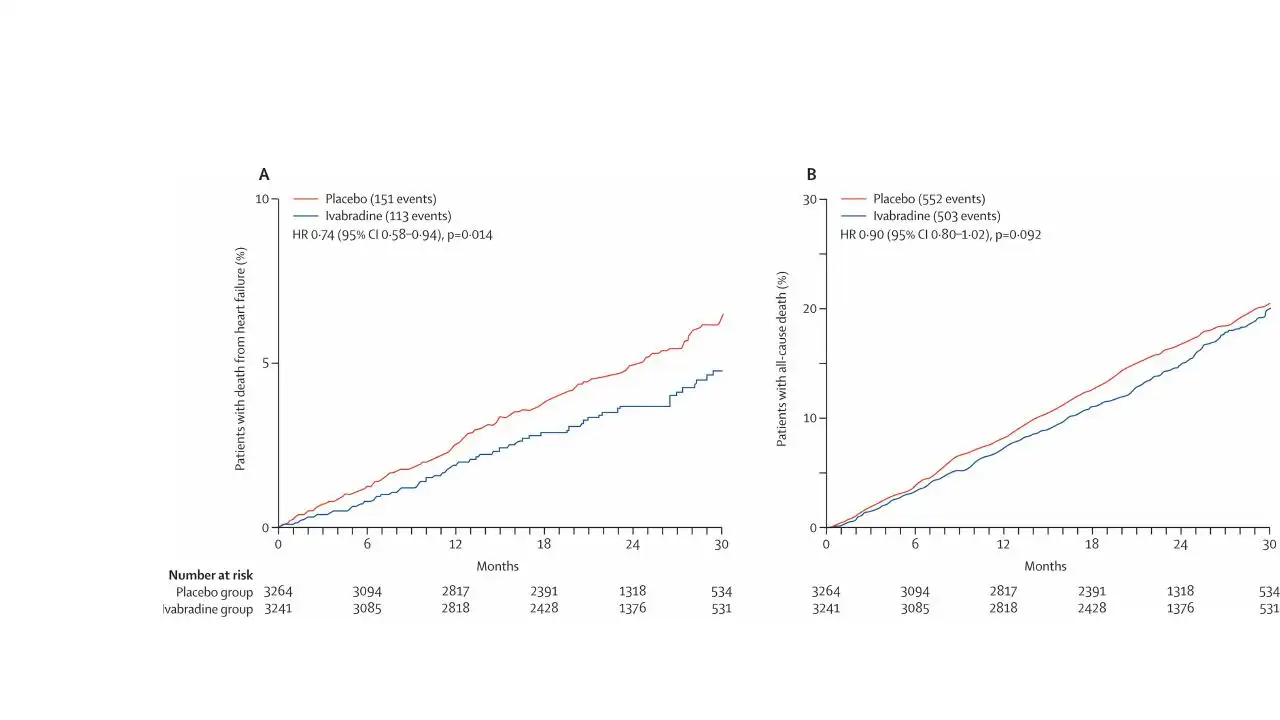 A
10
5
0
Patients with death from heart failure (%)
Placebo (151 events)
Ivabradine (113 events)
HR 0·74 (95% CI 0·58–0·94), p=0·014
0 6 12 18 24 30
Months
Number at risk
Placebo group 3264 3094 2817 2391 1318 534
Ivabradine group 3241 3085 2818 2428 1376 531
B
30
20
10
0
Patients with all-cause death (%)
Placebo (552 events)
Ivabradine (503 events)
HR 0·90 (95% CI 0·80–1·02), p=0·092
0 6 12 18 24 30
Months
3264 3094 2817 2391 1318 534
3241 3085 2818 2428 1376 531